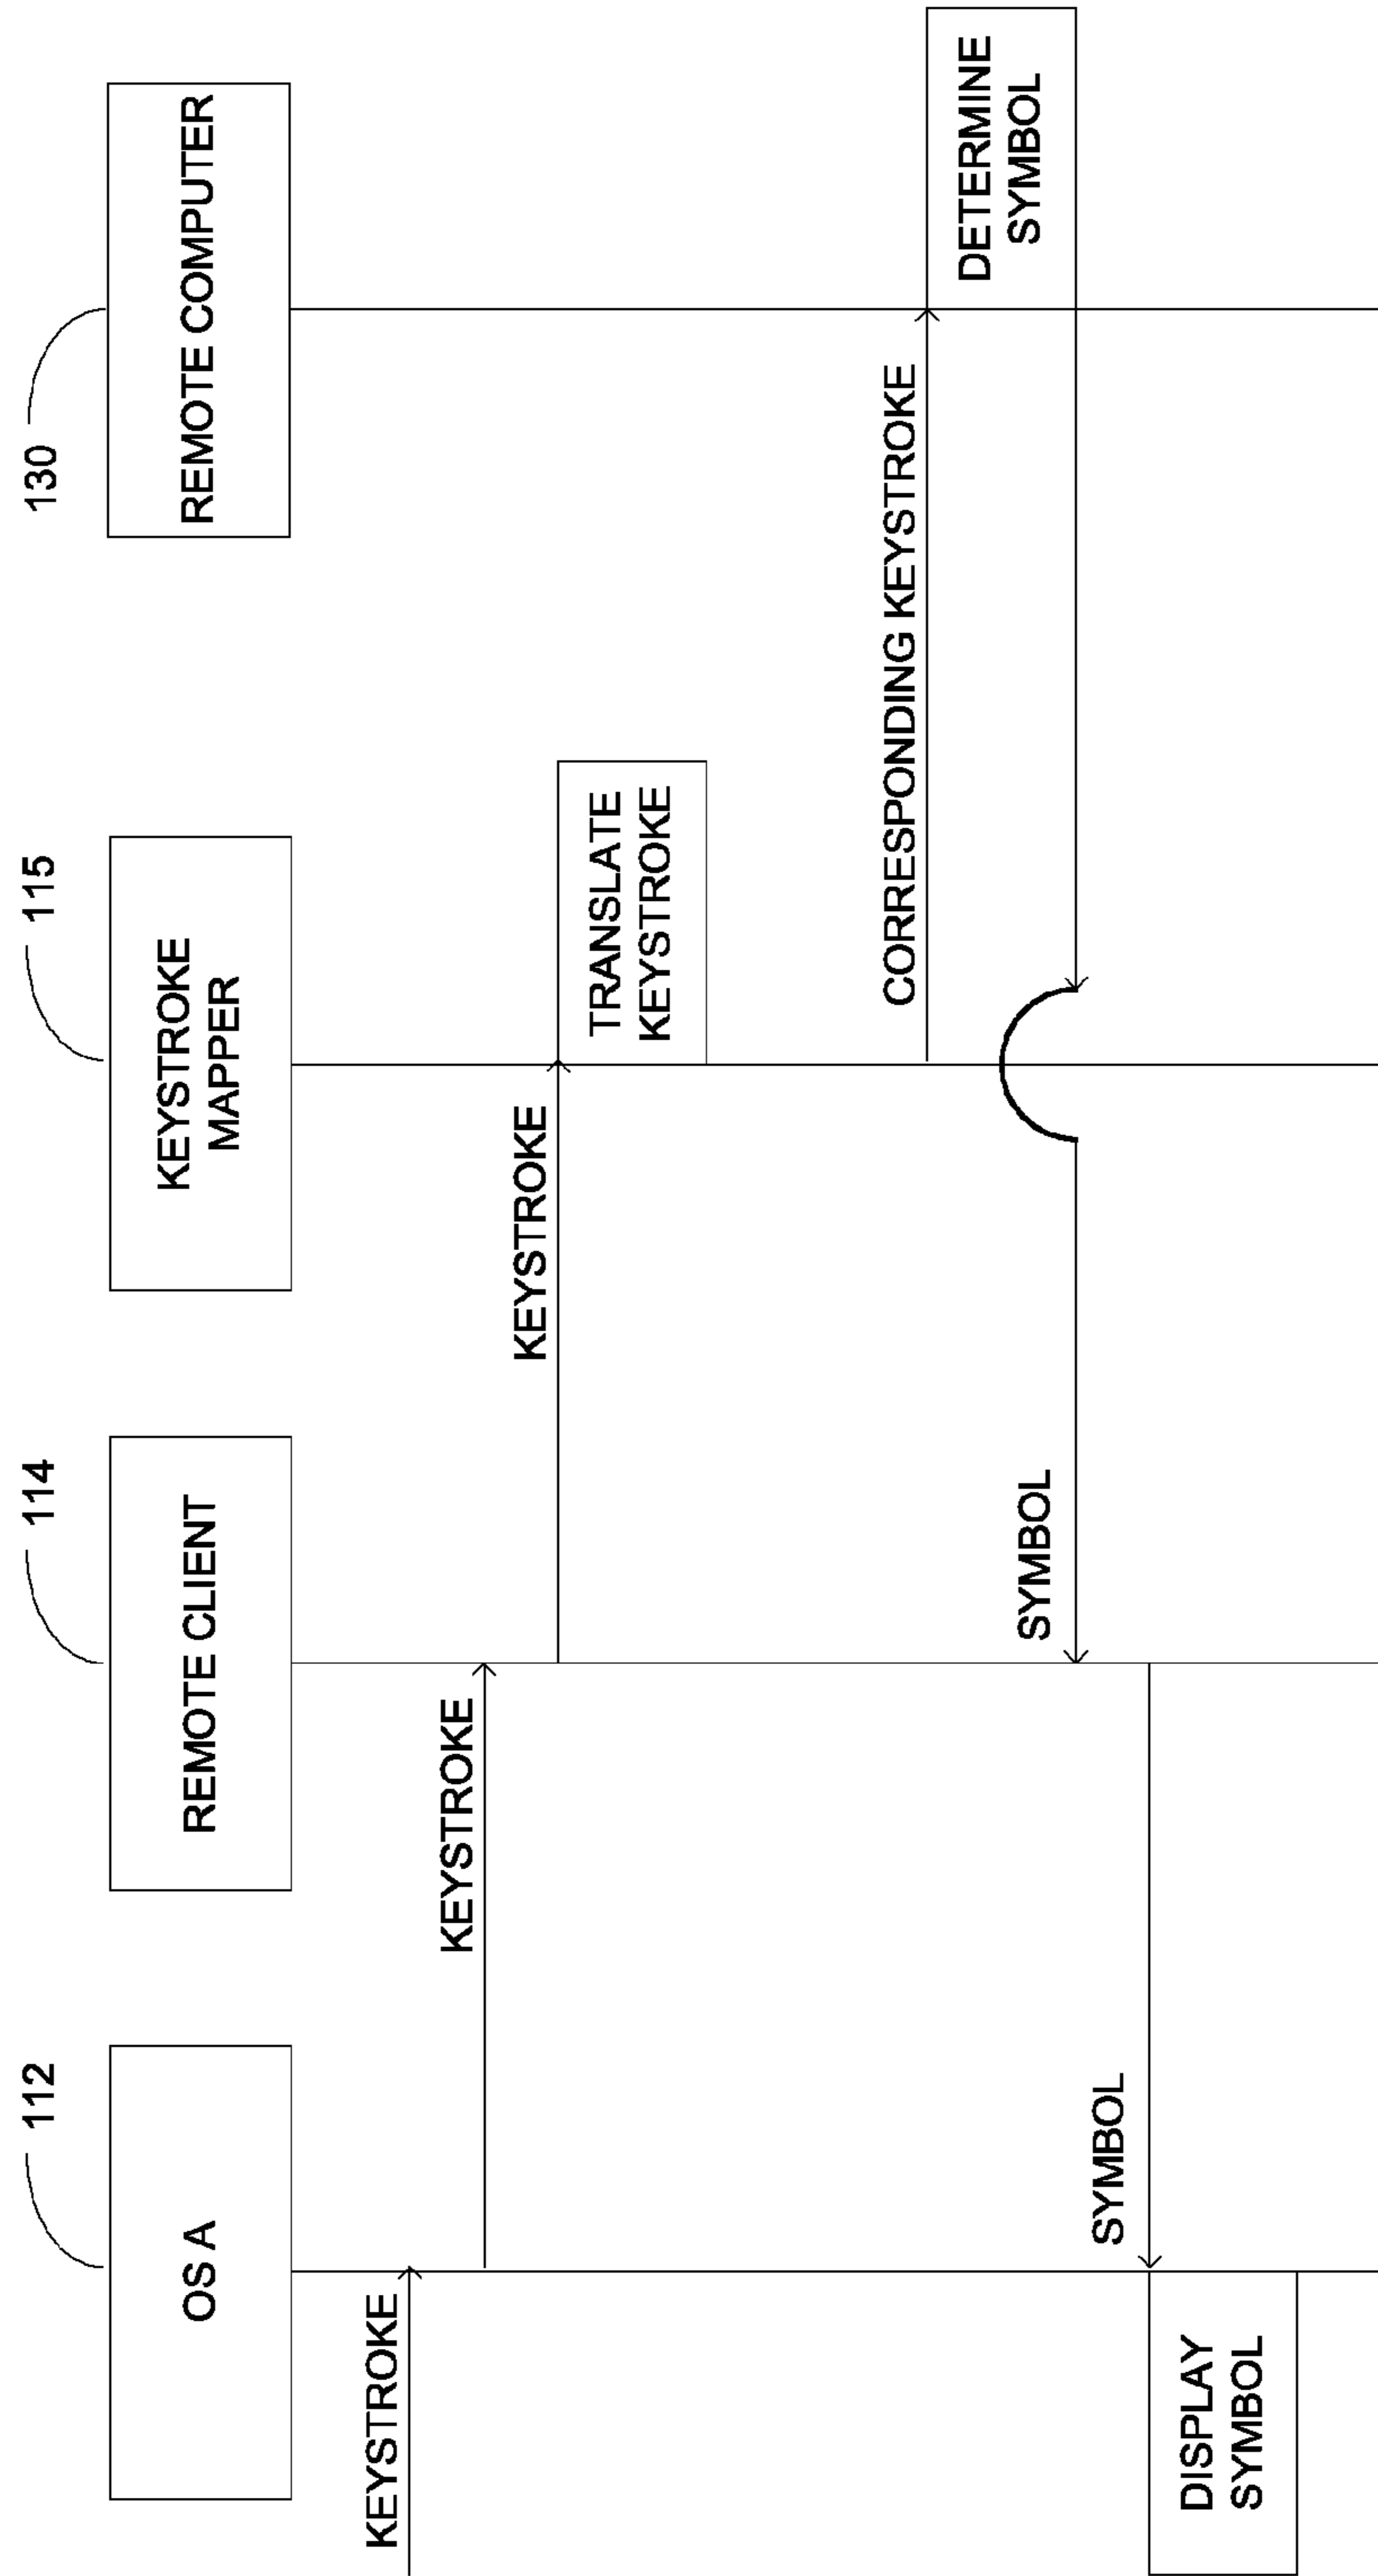 112
114
115
130
OS A
REMOTE CLIENT
KEYSTROKE
MAPPER
REMOTE COMPUTER
KEYSTROKE
KEYSTROKE
KEYSTROKE
TRANSLATE
KEYSTROKE
CORRESPONDING KEYSTROKE
DETERMINE
SYMBOL
SYMBOL
SYMBOL
DISPLAY
SYMBOL